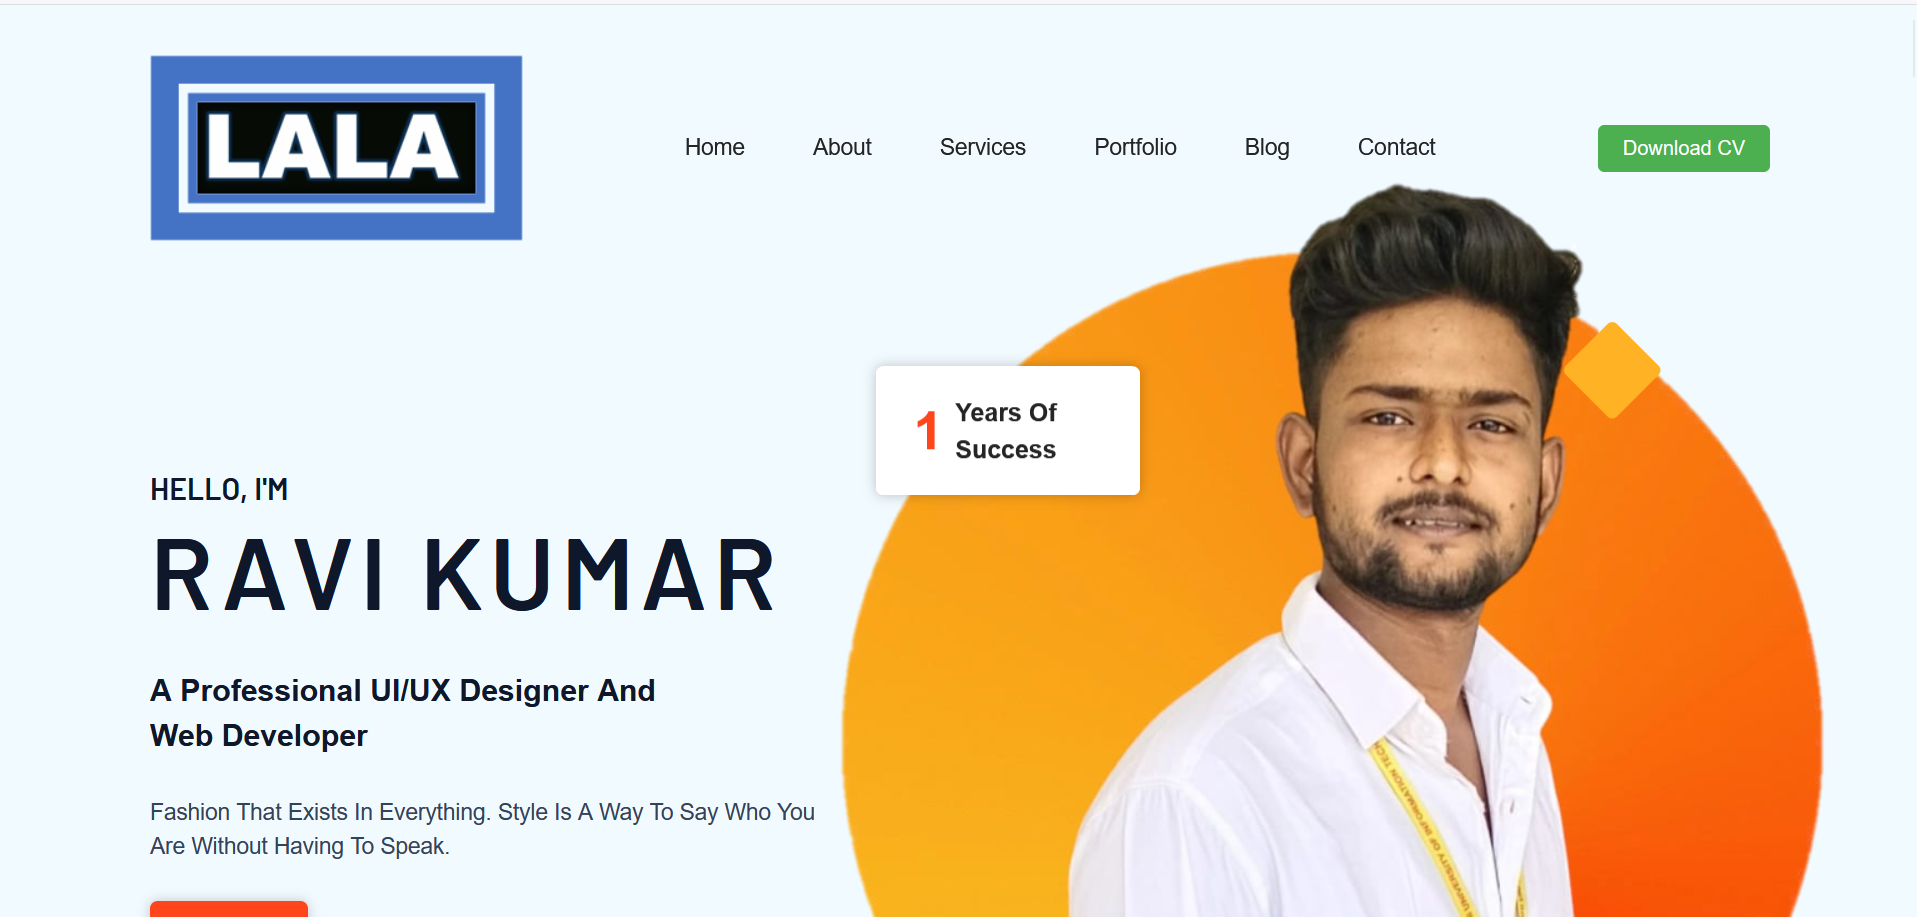 LALA
Home
About
Services
Portfolio
Blog
Contact
Download CV
1
Years Of
Success
HELLO, I'M
RAVI KUMAR
A Professional UI/UX Designer And
Web Developer
Fashion That Exists In Everything. Style Is A Way To Say Who You
Are Without Having To Speak.
UNIVERSITY OF INFORMATION TECH